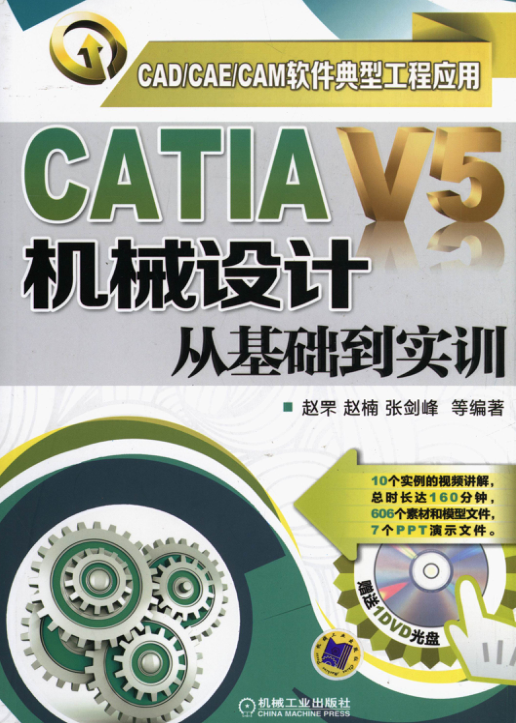 CAD/CAE/CAM软件典型工程应用
CATIA V5
机械设计
从基础到实训
赵罘 赵楠 张剑峰 等编著
10个实例的视频讲解，
总时长达160分钟，
606个素材和模型文件，
7个PPT演示文件。
赠送1DVD光盘
机械工业出版社
CHINA MACHINE PRESS